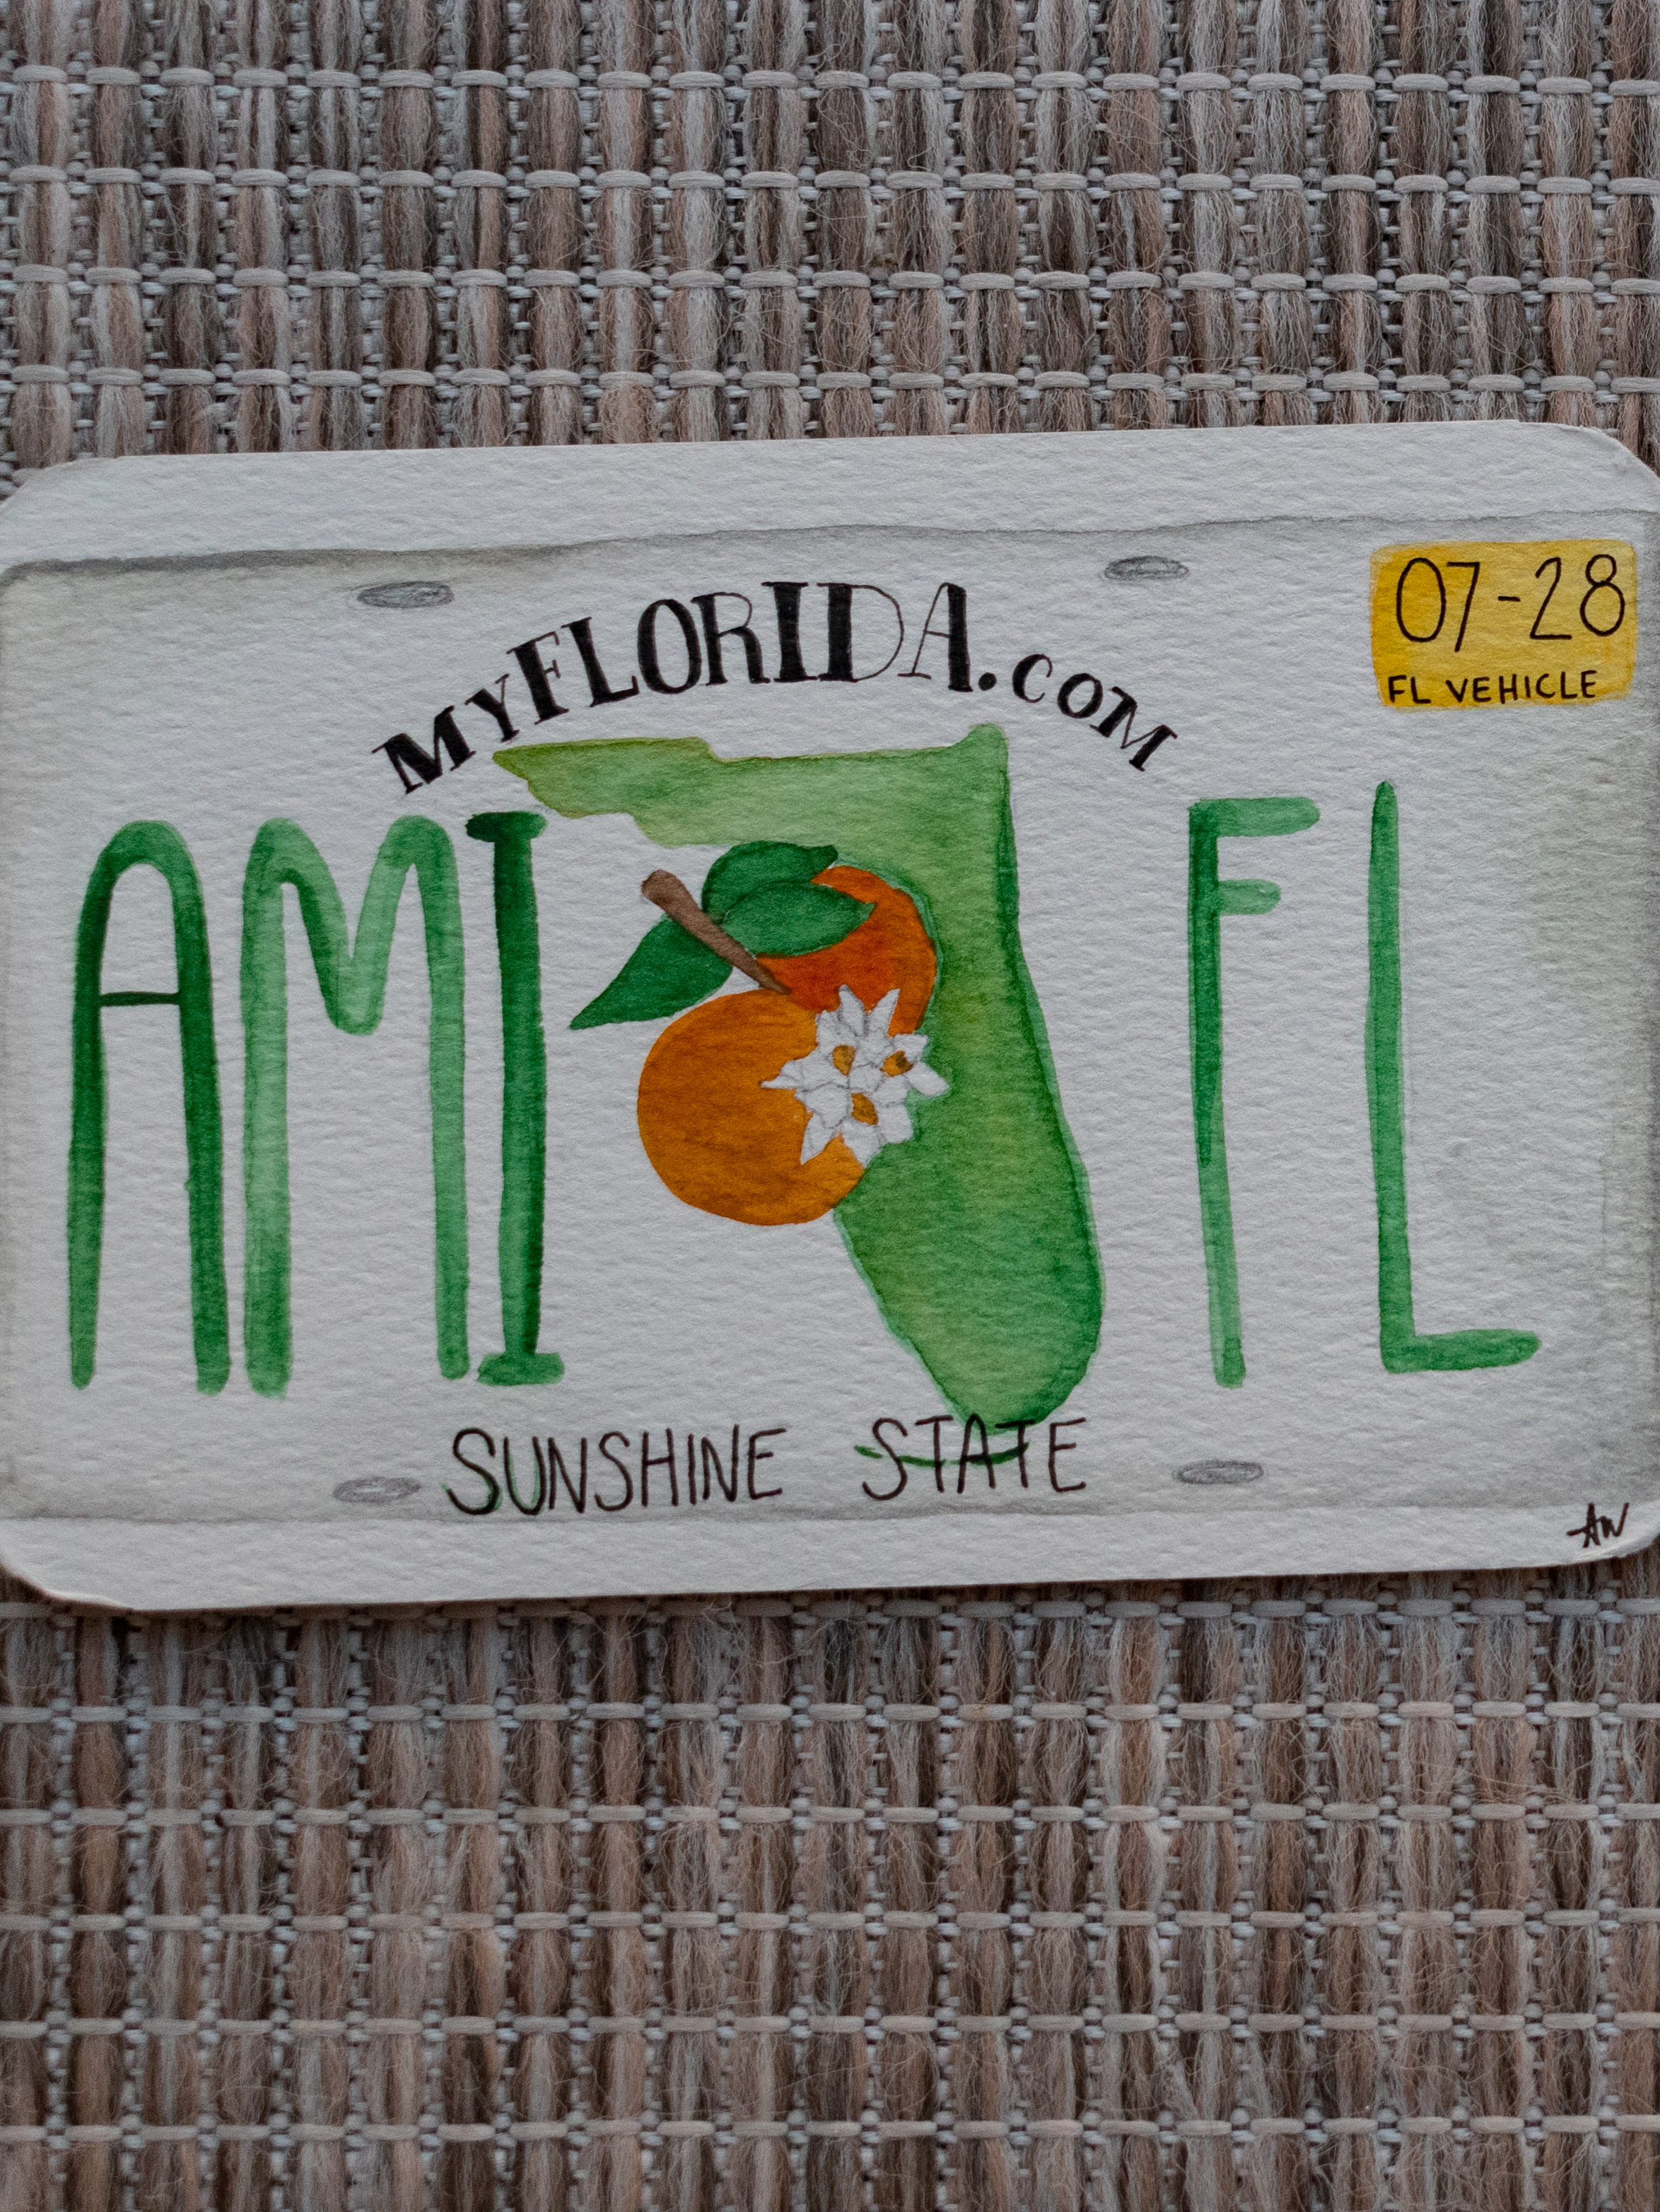 MYFLORIDA.COM
07-28
FL VEHICLE
AMI FL
SUNSHINE STATE
AW